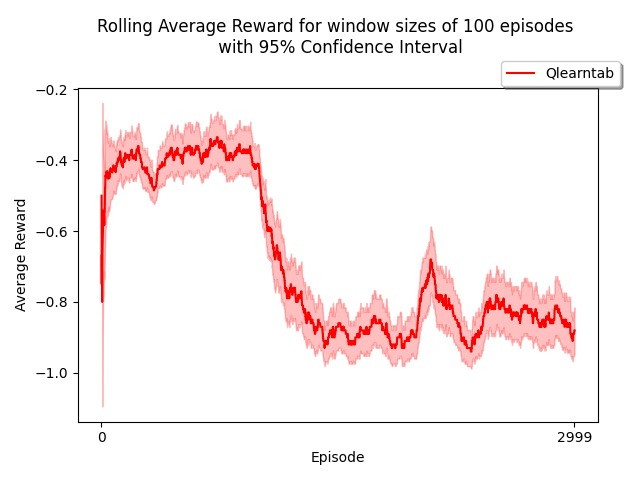 Rolling Average Reward for window sizes of 100 episodes
with 95% Confidence Interval
Qlearntab
−0.2
−0.4
−0.6
−0.8
−1.0
Average Reward
0
2999
Episode